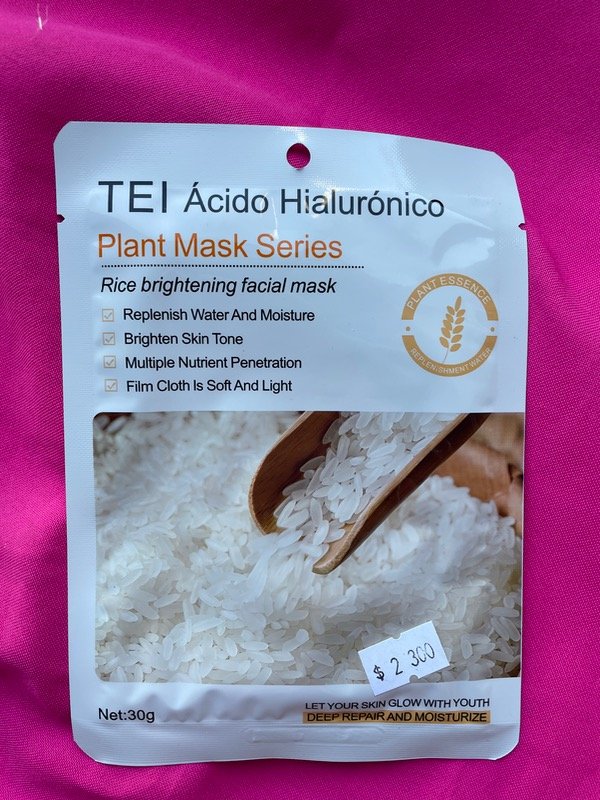 TEI Ácido Hialurónico
Plant Mask Series
Rice brightening facial mask
Replenish Water And Moisture
Brighten Skin Tone
Multiple Nutrient Penetration
Film Cloth Is Soft And Light
PLANT ESSENCE
REPLENISHMENT WATER
$ 2 300
Net:30g
LET YOUR SKIN GLOW WITH YOUTH
DEEP REPAIR AND MOISTURIZE